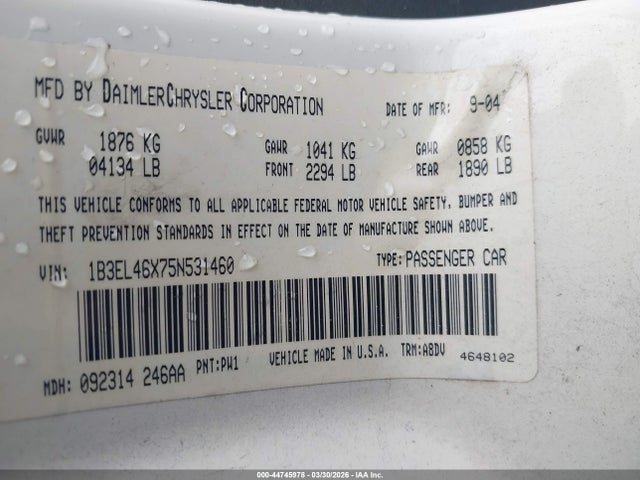 MFD BY DAIMLERCHRYSLER CORPORATION DATE OF MFR: 9-04
GVWR 1876 KG GAWR 1041 KG GAWR 0858 KG
04134 LB FRONT 2294 LB REAR 1890 LB
THIS VEHICLE CONFORMS TO ALL APPLICABLE FEDERAL MOTOR VEHICLE SAFETY, BUMPER AND
THEFT PREVENTION STANDARDS IN EFFECT ON THE DATE OF MANUFACTURE SHOWN ABOVE.
VIN: 1B3EL46X75N531460 TYPE: PASSENGER CAR
MDH: 092314 246AA PNT: PW1 VEHICLE MADE IN U.S.A. TRM: ABDV 4648102
000-44745978 - 03/30/2026 - IAA Inc.